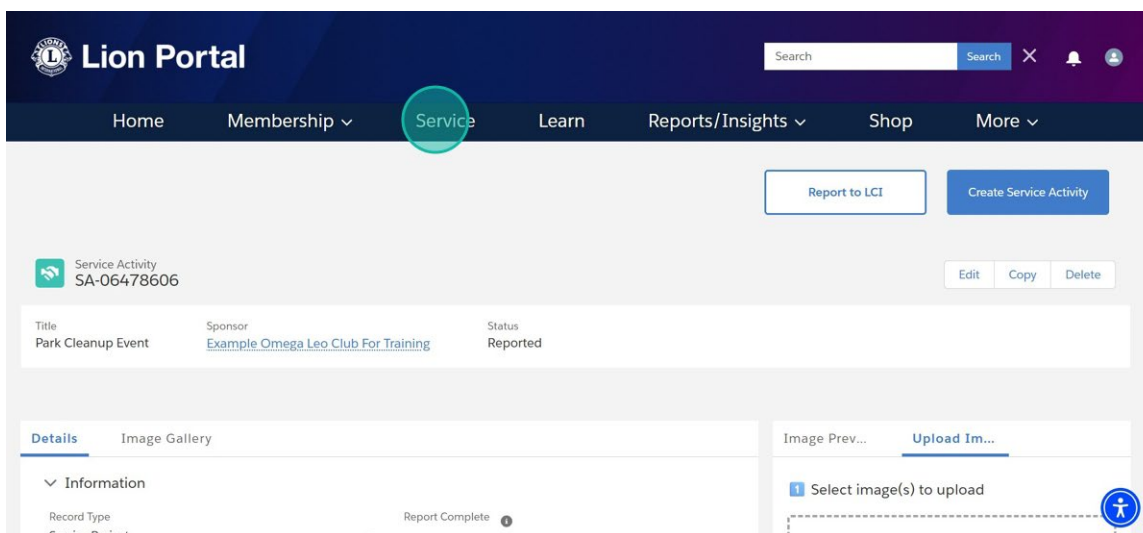 Lion Portal
Search Search
Home Membership Service Learn Reports/Insights Shop More
Report to LCI Create Service Activity
Service Activity
SA-06478606
Edit Copy Delete
Title Sponsor Status
Park Cleanup Event Example Omega Leo Club For Training Reported
Details Image Gallery
Image Prev... Upload Im...
Information
1 Select image(s) to upload
Record Type Report Complete